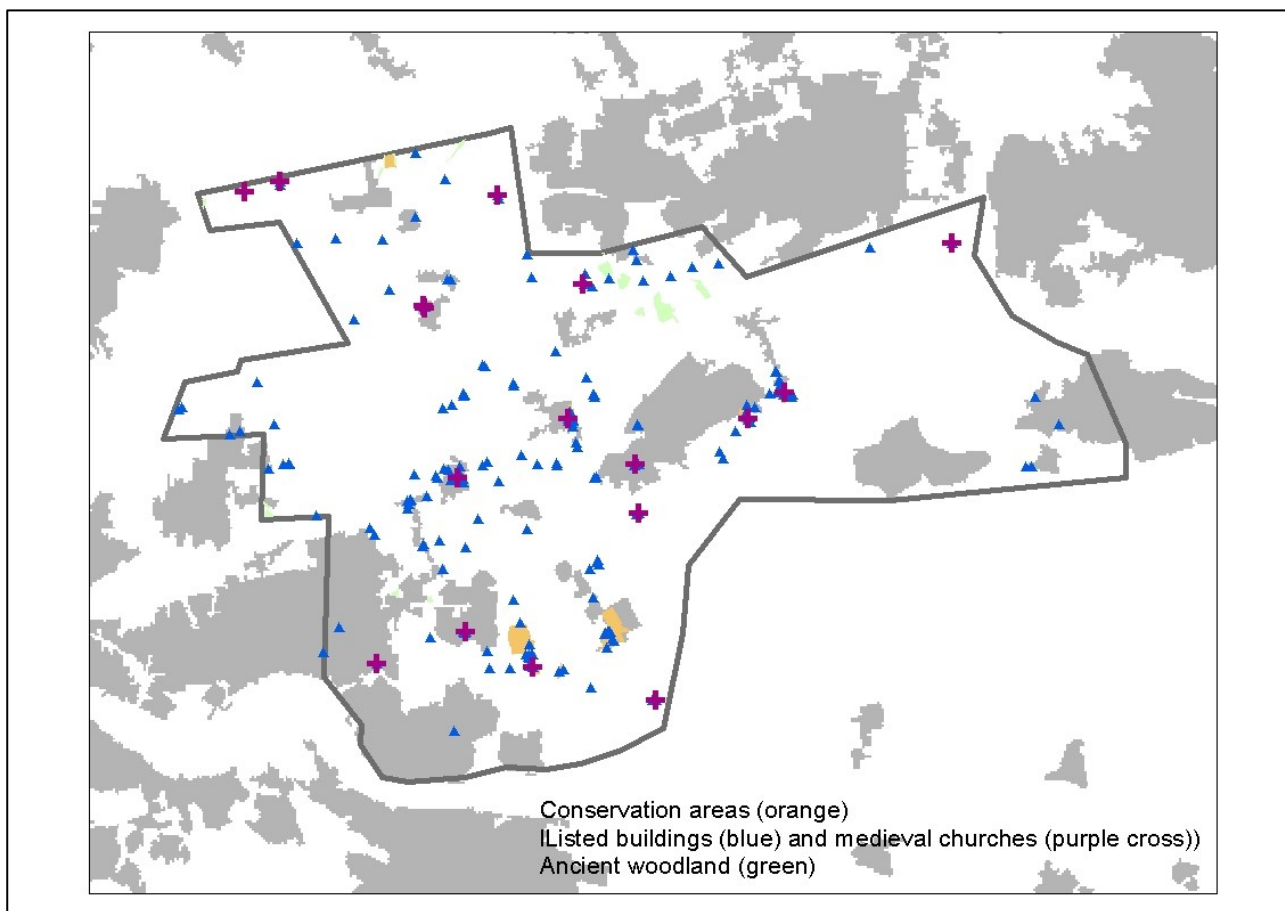 Conservation areas (orange)
lListed buildings (blue) and medieval churches (purple cross))
Ancient woodland (green)